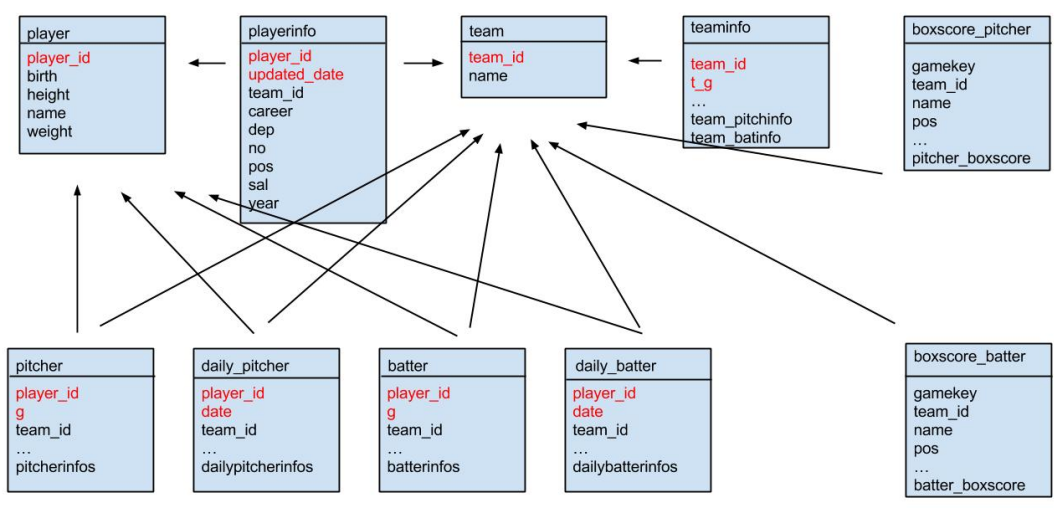 player
player_id
birth
height
name
weight
playerinfo
player_id
updated_date
team_id
career
dep
no
pos
sal
year
team
team_id
name
teaminfo
team_id
t_g
...
team_pitchinfo
team_batinfo
boxscore_pitcher
gamekey
team_id
name
pos
...
pitcher_boxscore
pitcher
player_id
g
team_id
...
pitcherinfos
daily_pitcher
player_id
date
team_id
...
dailypitcherinfos
batter
player_id
g
team_id
...
batterinfos
daily_batter
player_id
date
team_id
...
dailybatterinfos
boxscore_batter
gamekey
team_id
name
pos
...
batter_boxscore